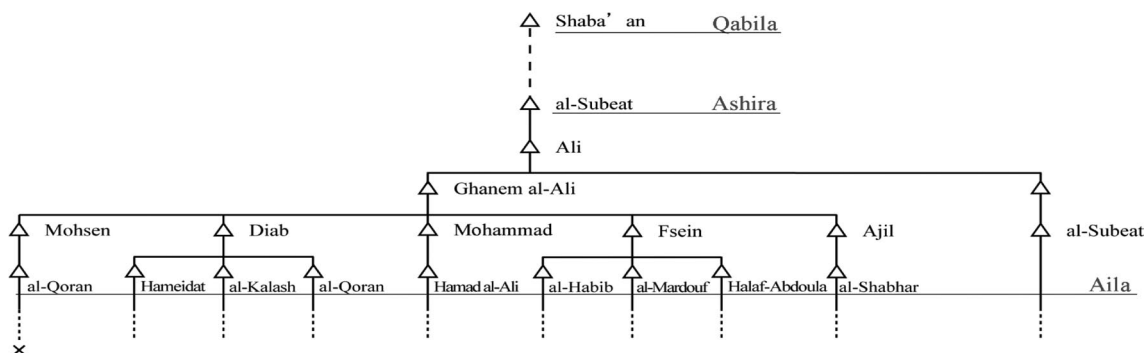 Shaba’ an Qabila
al-Subeat Ashira
Ali
Ghanem al-Ali
Mohsen Diab Mohammad Fsein Ajil al-Subeat
al-Qoran Hameidat al-Kalash al-Qoran Hamad al-Ali al-Habib al-Mardouf Halaf-Abdoula al-Shabhar Aila